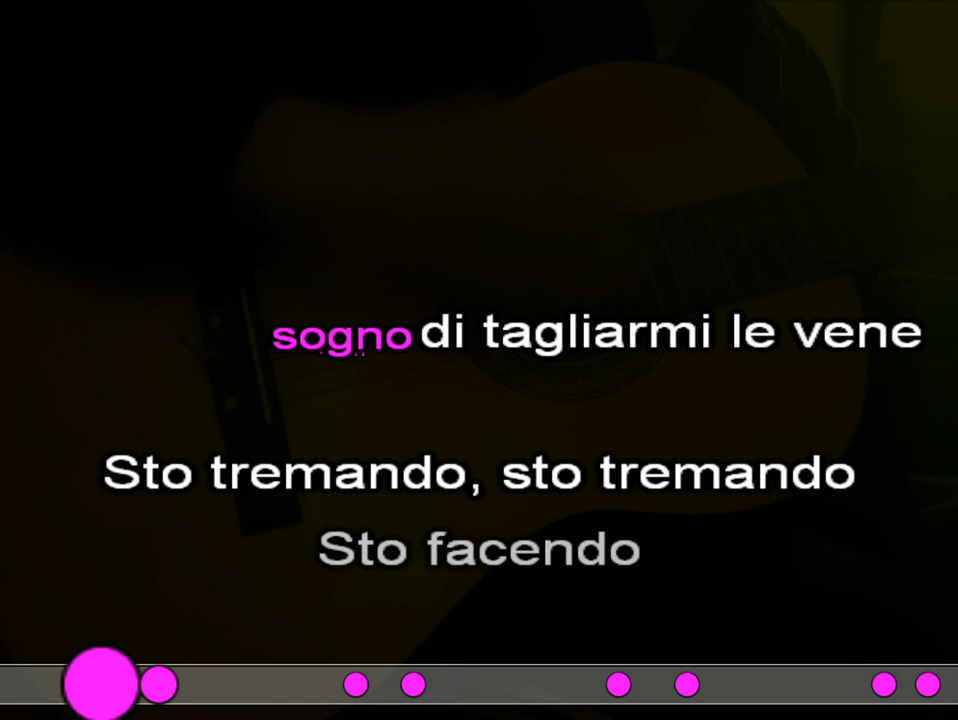 sogno di tagliarmi le vene
Sto tremando, sto tremando
Sto facendo